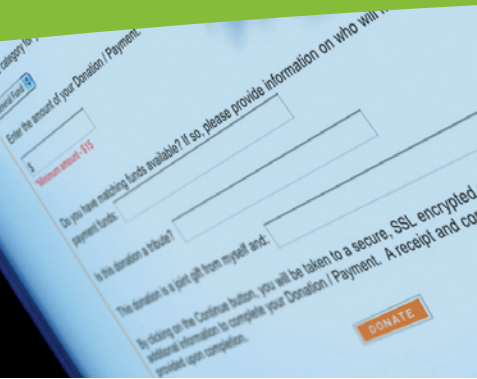 category for y
neral Fund
Enter the amount of your Donation / Payment.
$
*Minimum amount - $15
Do you have matching funds available? If so, please provide information on who will
payment funds:
Is this donation a tribute?
This donation is a joint gift from myself and:
By clicking on the Continue button, you will be taken to a secure, SSL encrypted
additional information to complete your Donation / Payment. A receipt and co
provided upon completion.
DONATE